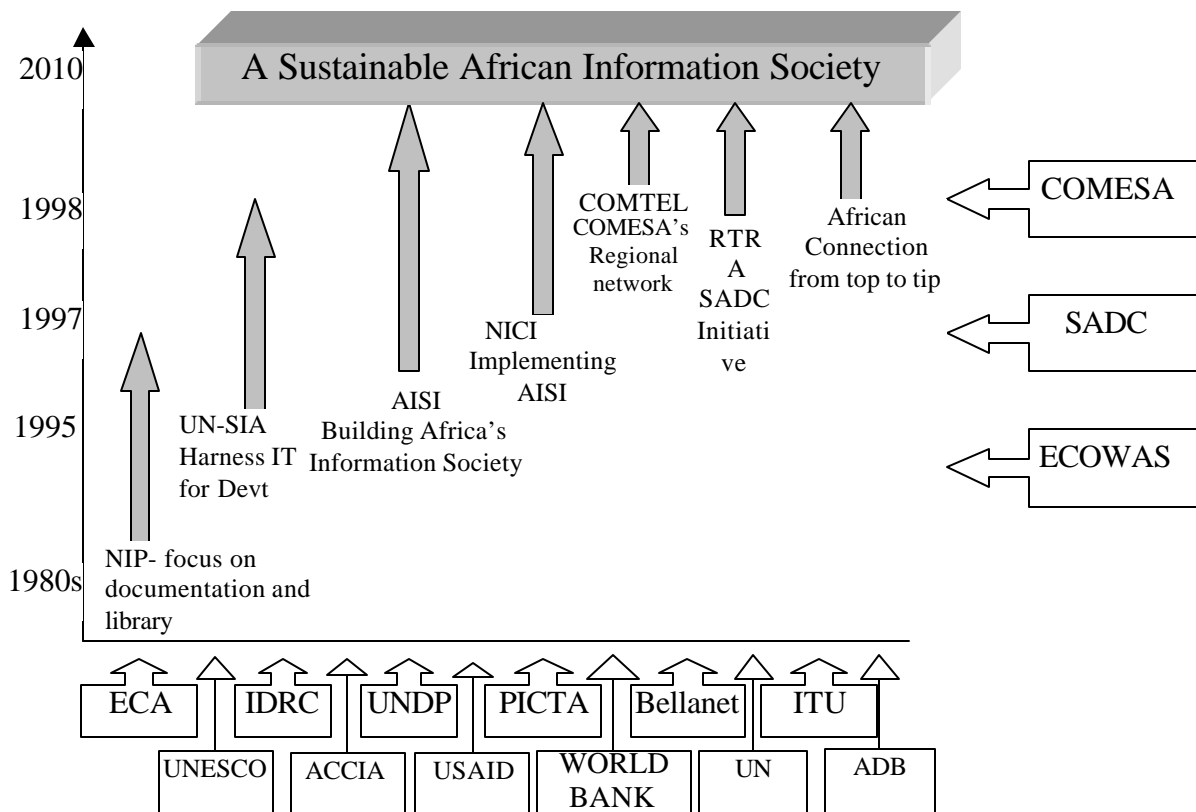 2010
A Sustainable African Information Society
1998
1997
1995
1980s
NIP- focus on
documentation and
library
UN-SIA
Harness IT
for Devt
AISI
Building Africa's
Information Society
NICI
Implementing
AISI
COMTEL
COMESA's
Regional
network
RTR
A
SADC
Initiati
ve
African
Connection
from top to tip
COMESA
SADC
ECOWAS
ECA
IDRC
UNDP
PICTA
Bellanet
ITU
UNESCO
ACCIA
USAID
WORLD
BANK
UN
ADB